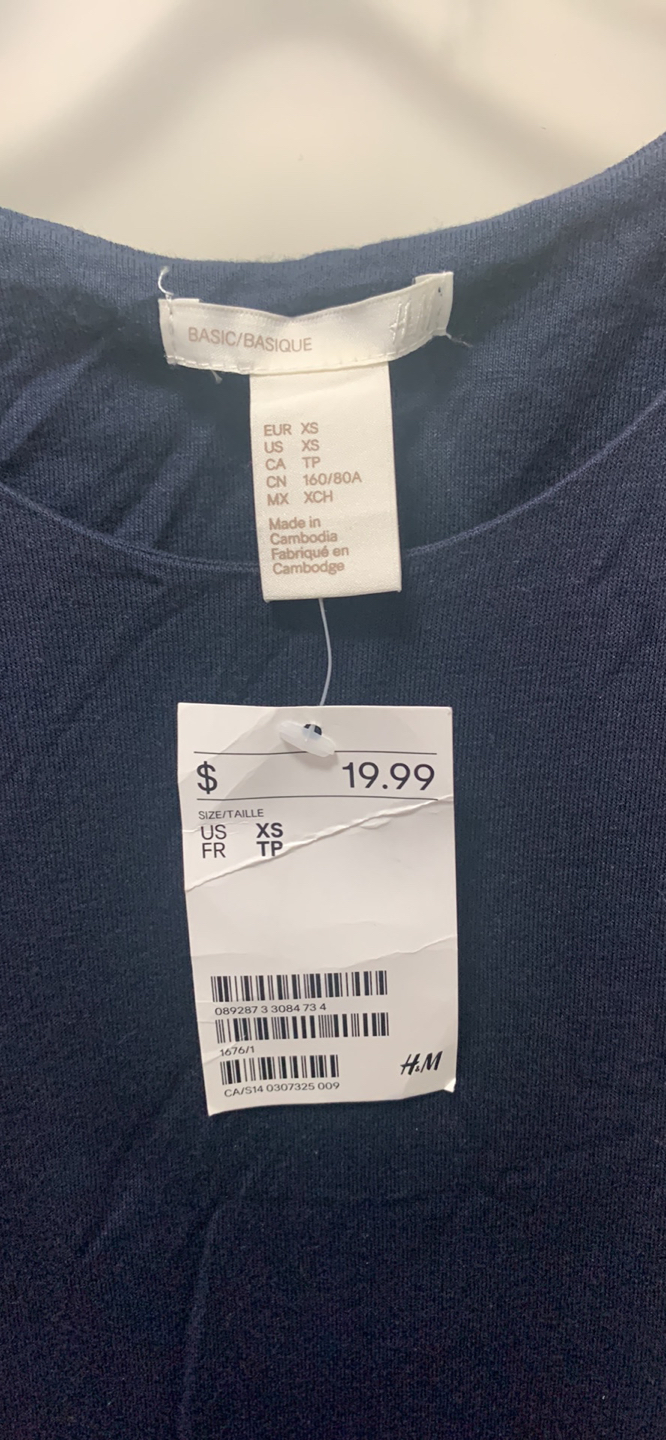 BASIC/BASIQUE
EUR XS
US XS
CA TP
CN 160/80A
MX XCH
Made in
Cambodia
Fabriqué en
Cambodge
$ 19.99
SIZE/TAILLE
US XS
FR TP
089287 3 3084 73 4
1676/1
CA/S14 0307325 009
H&M